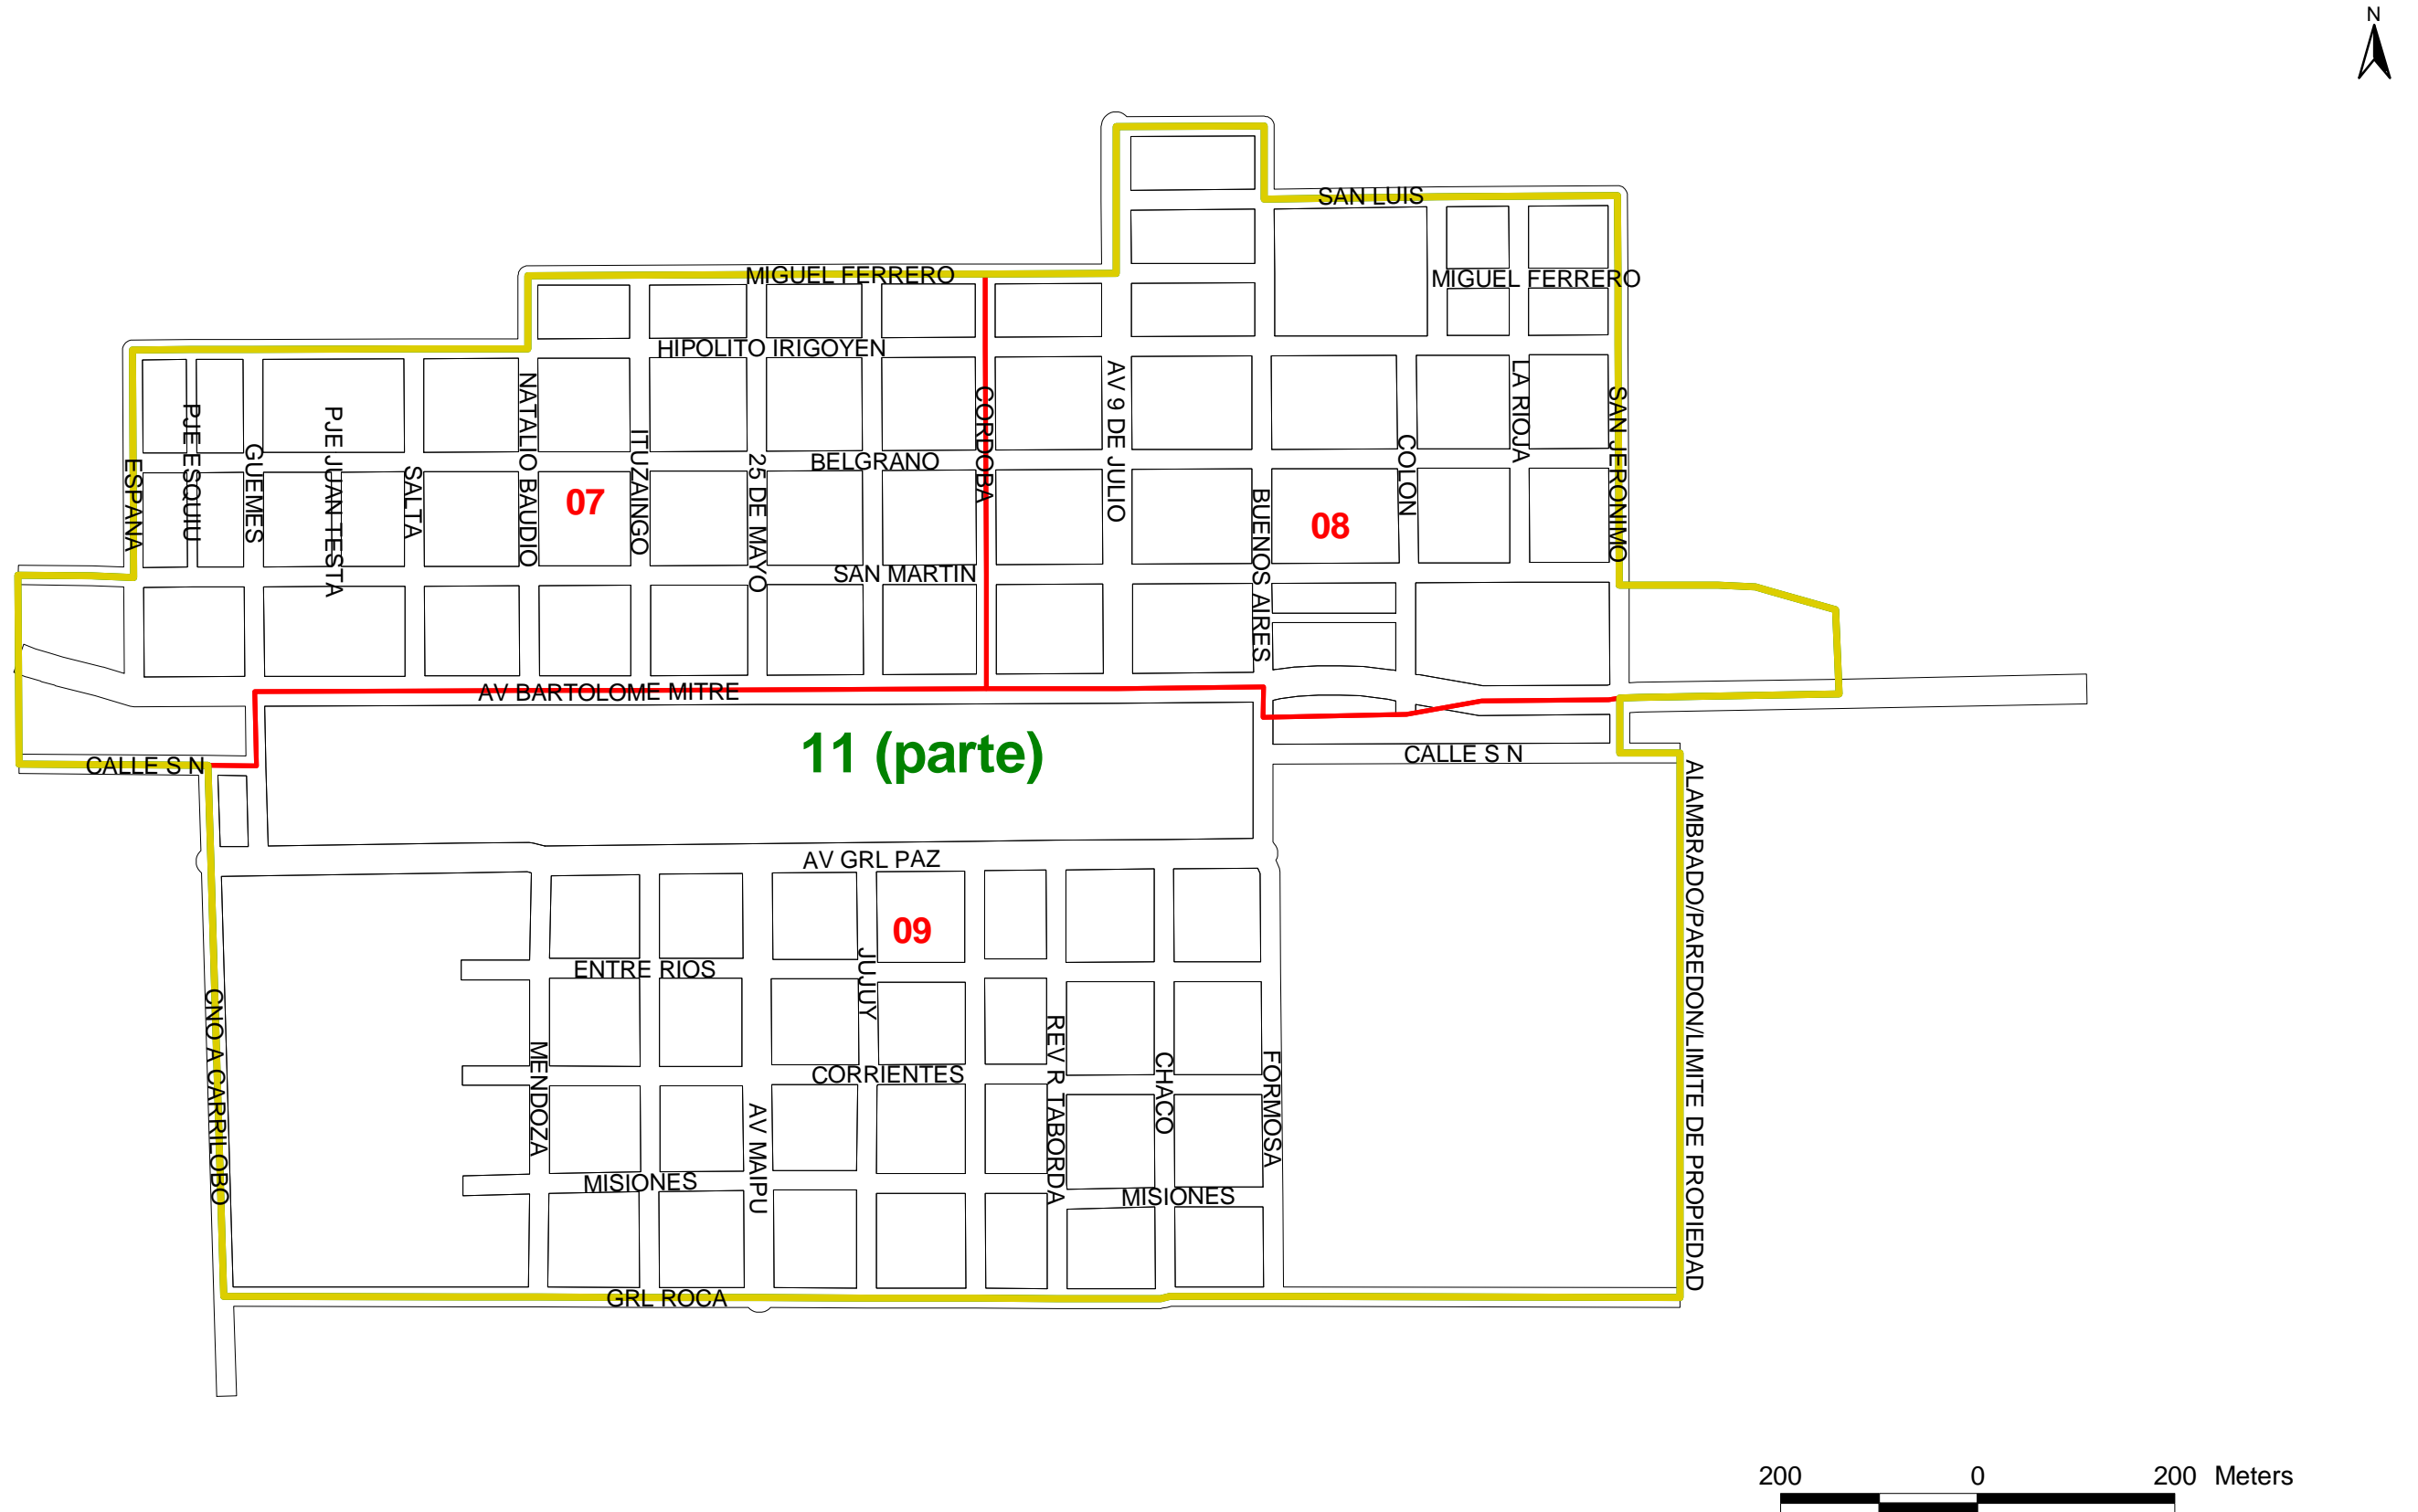 N
SAN LUIS
MIGUEL FERRERO
MIGUEL FERRERO
HIPOLITO IRIGOYEN
ESPAÑA
PJE ESQUIU
GUEMES
PJE JUAN TESTA
SALTA
NATALIO BAUDIO
ITUZAINGO
25 DE MAYO
CORDOBA
AV 9 DE JULIO
BUENOS AIRES
COLON
LA RIOJA
SAN JERONIMO
BELGRANO
07
08
SAN MARTIN
AV BARTOLOME MITRE
11 (parte)
CALLE S N
CALLE S N
AV GRL PAZ
09
ENTRE RIOS
JUJUY
CNO A CARRILOBO
MENDOZA
AV MAIPU
CORRIENTES
REV R TABORDA
CHACO
FORMOSA
ALAMBRADO/PAREDON/LIMITE DE PROPIEDAD
MISIONES
MISIONES
GRL ROCA
200 0 200 Meters